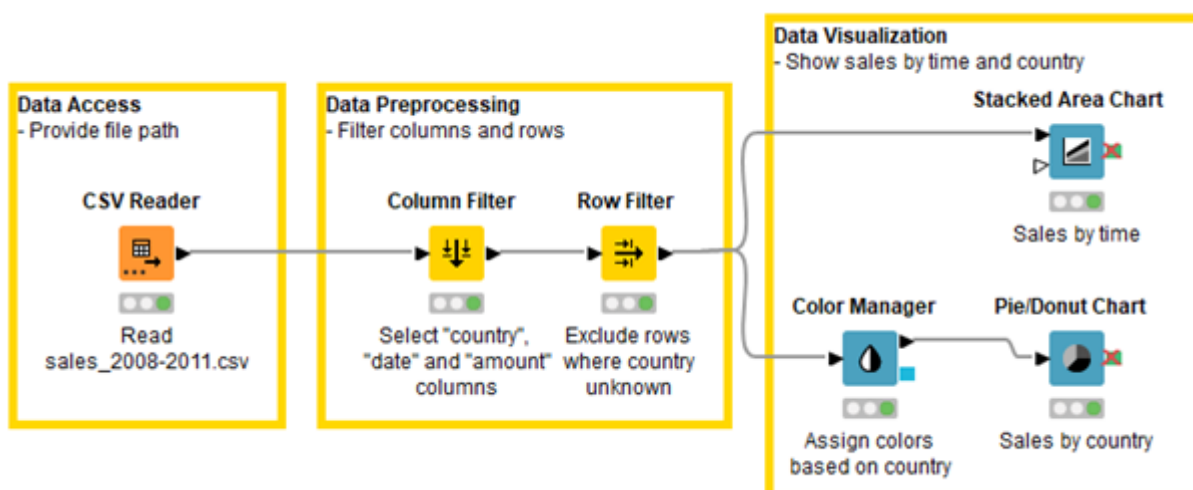 Data Access
- Provide file path
CSV Reader
Read
sales_2008-2011.csv
Data Preprocessing
- Filter columns and rows
Column Filter
Select "country",
"date" and "amount"
columns
Row Filter
Exclude rows
where country
unknown
Data Visualization
- Show sales by time and country
Stacked Area Chart
Sales by time
Color Manager
Assign colors
based on country
Pie/Donut Chart
Sales by country